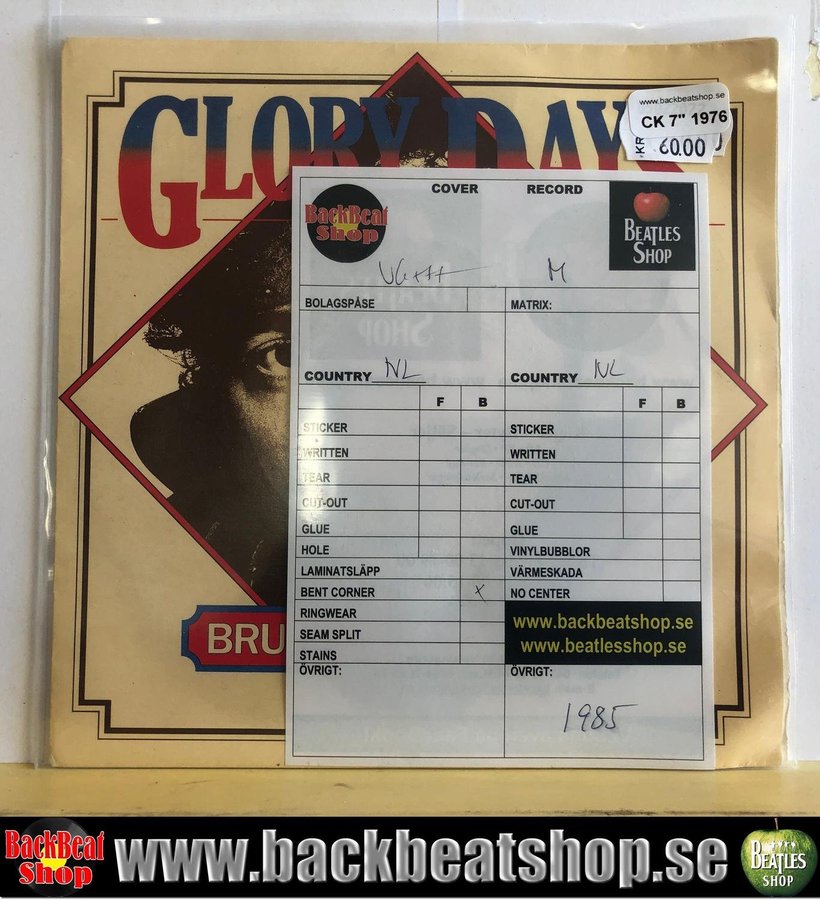 GLORY DAYS
www.backbeatshop.se
CK 7" 1976
KR 60.00
COVER RECORD
BackBeat
Shop
BEATLES
SHOP
VG+++ M
BOLAGSPÅSE MATRIX:
COUNTRY NL COUNTRY NL
F B F B
STICKER STICKER
WRITTEN WRITTEN
TEAR TEAR
CUT-OUT CUT-OUT
GLUE GLUE
HOLE VINYLBUBBLOR
LAMINATSLÄPP VÄRMESKADA
BENT CORNER X NO CENTER
RINGWEAR
SEAM SPLIT
STAINS
www.backbeatshop.se
www.beatlesshop.se
ÖVRIGT: ÖVRIGT:
1985
BRU
BackBeat
Shop
www.backbeatshop.se
BEATLES
SHOP